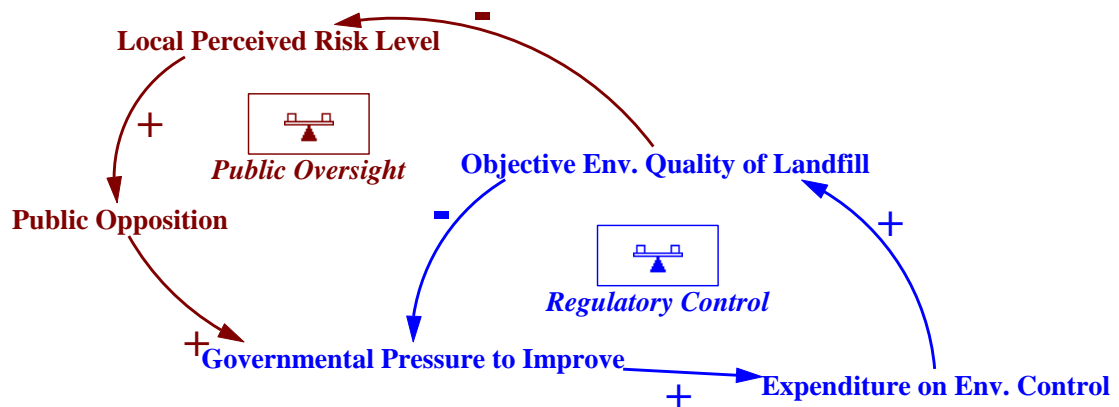 -
Local Perceived Risk Level
+
Public Oversight
Objective Env. Quality of Landfill
Public Opposition
-
+
Regulatory Control
+
Governmental Pressure to Improve
+
Expenditure on Env. Control